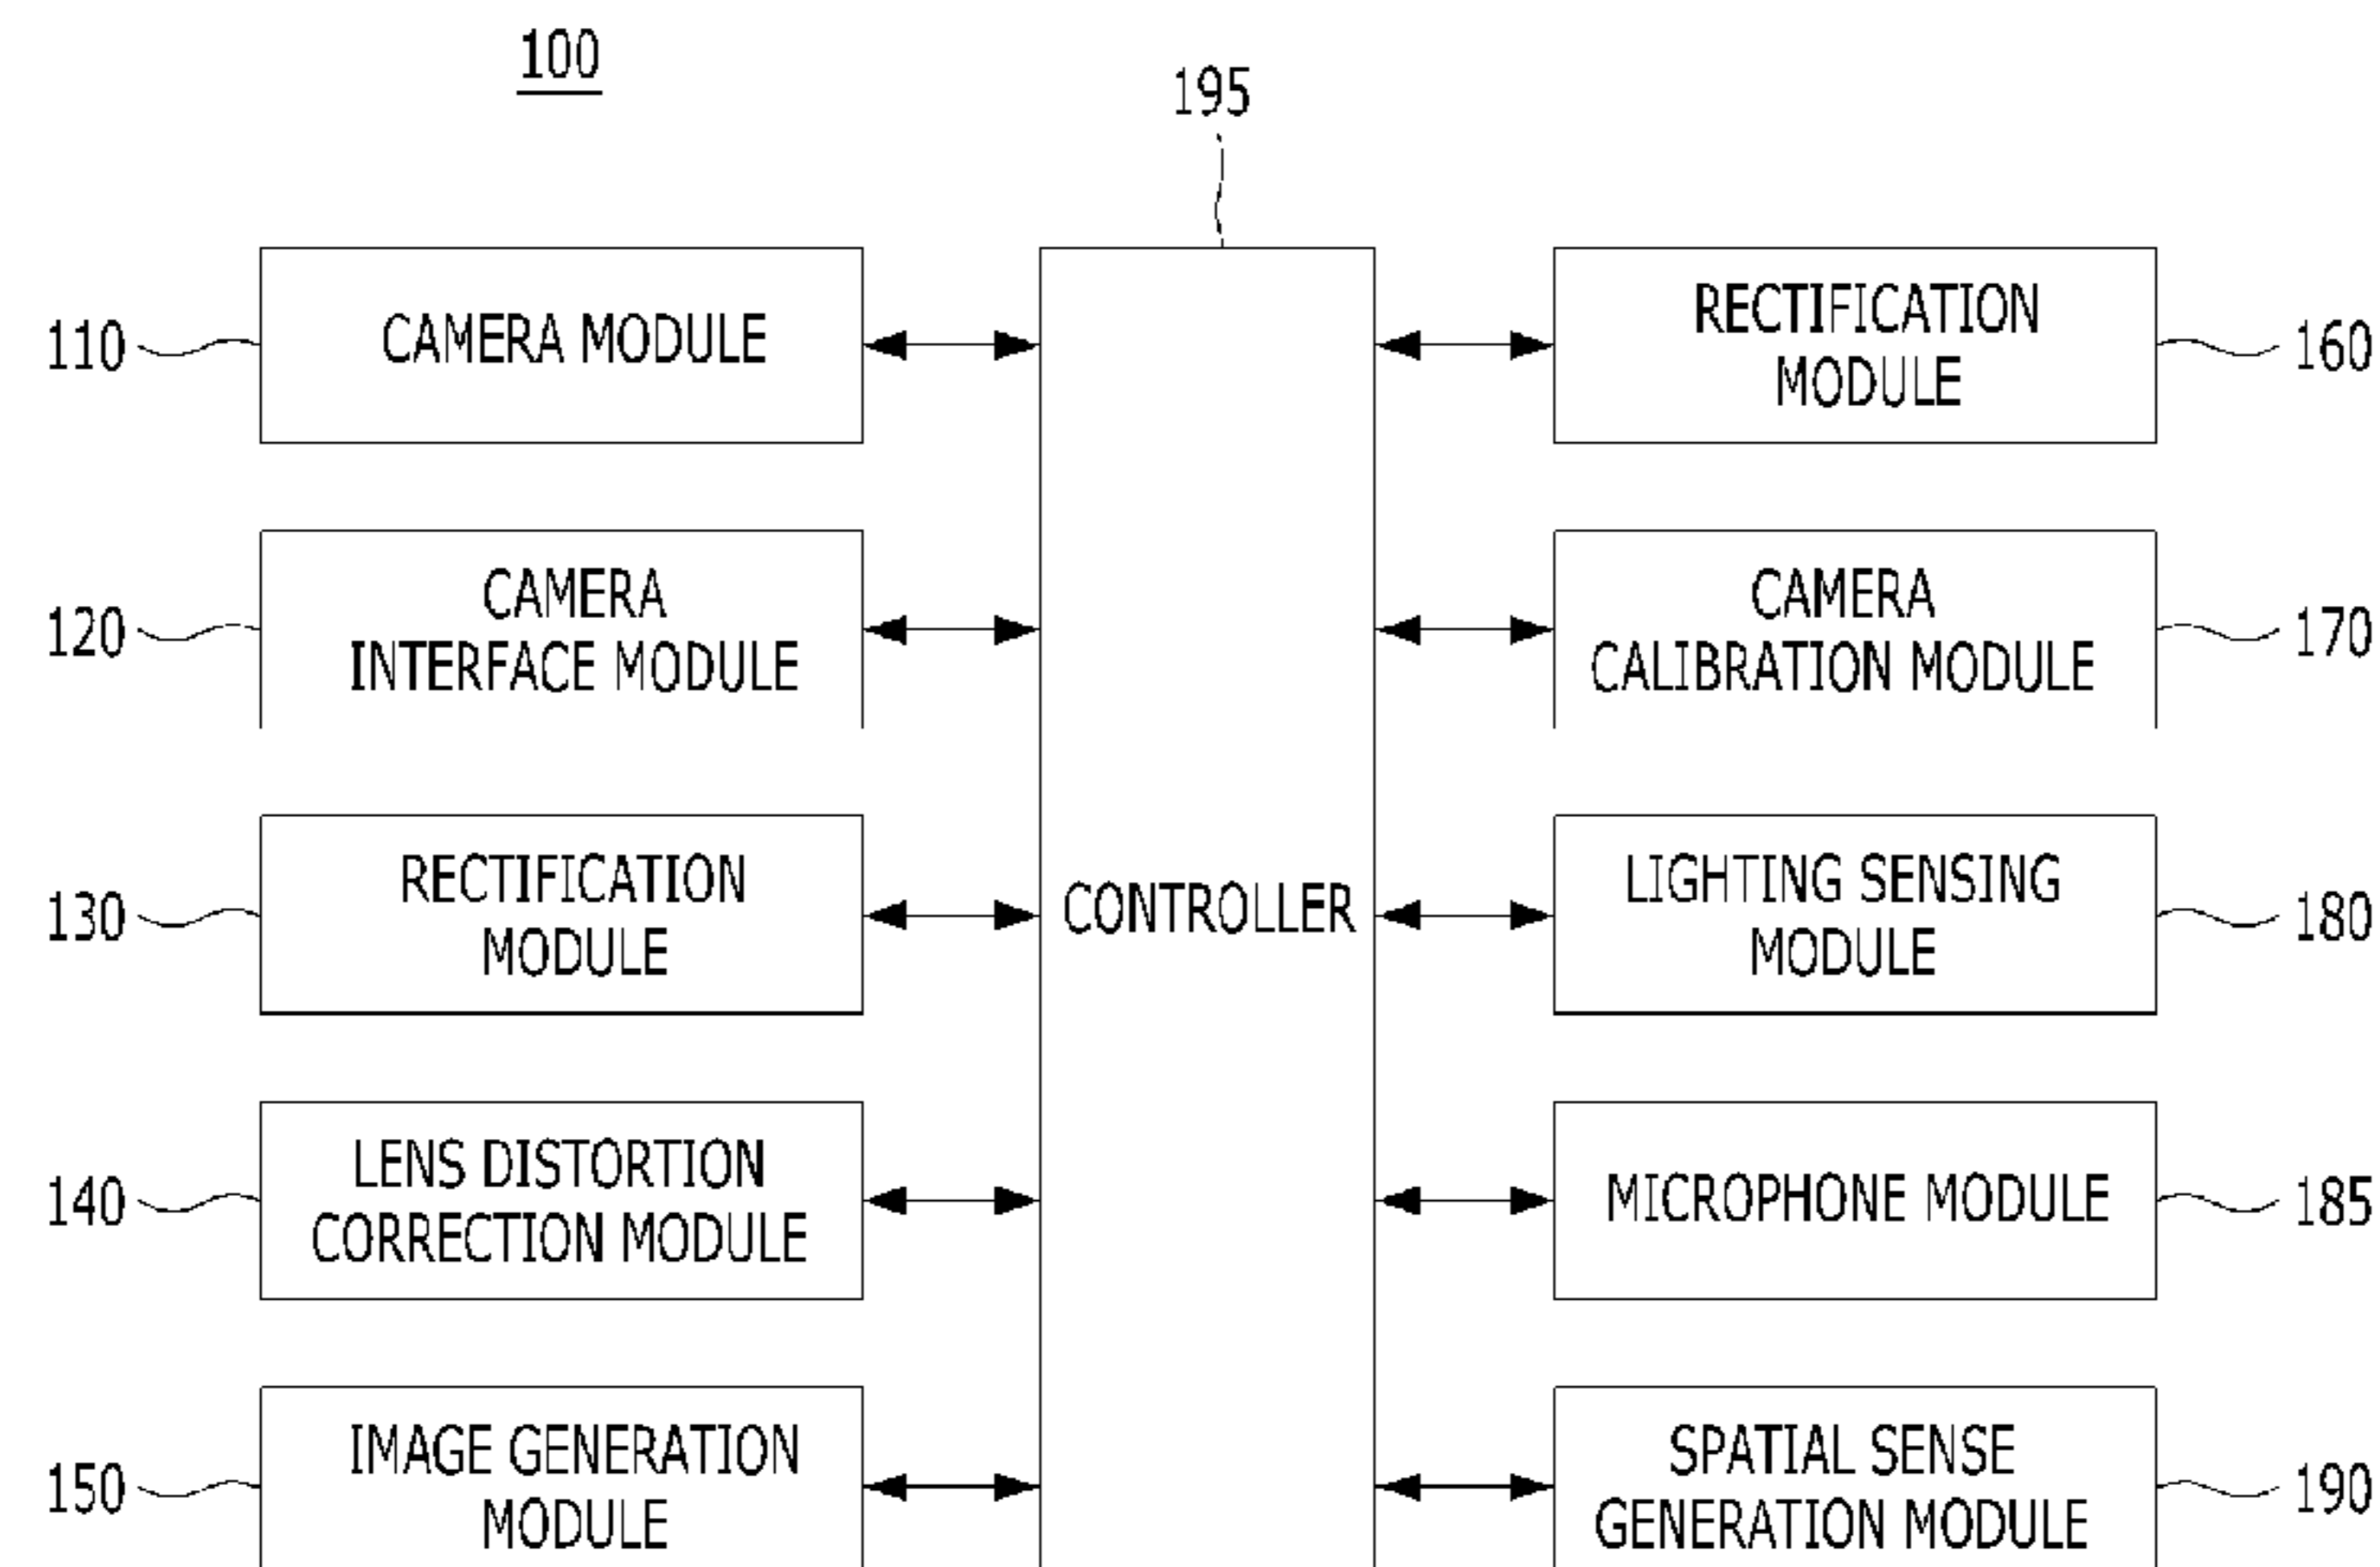 100
195
110
CAMERA MODULE
RECTIFICATION
MODULE
160
120
CAMERA
INTERFACE MODULE
CAMERA
CALIBRATION MODULE
170
130
RECTIFICATION
MODULE
CONTROLLER
LIGHTING SENSING
MODULE
180
140
LENS DISTORTION
CORRECTION MODULE
MICROPHONE MODULE
185
150
IMAGE GENERATION
MODULE
SPATIAL SENSE
GENERATION MODULE
190